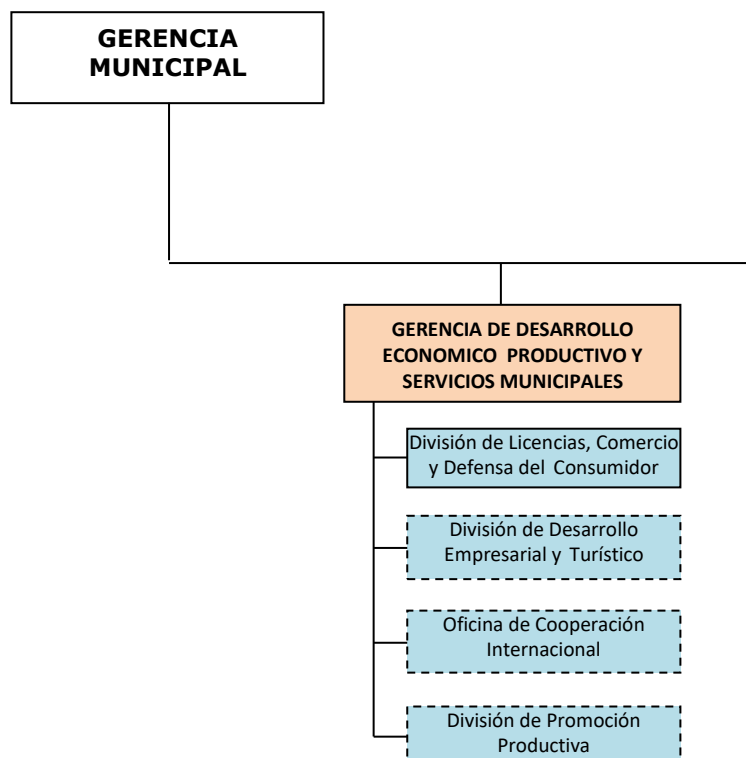 GERENCIA
MUNICIPAL
GERENCIA DE DESARROLLO
ECONOMICO PRODUCTIVO Y
SERVICIOS MUNICIPALES
División de Licencias, Comercio
y Defensa del Consumidor
División de Desarrollo
Empresarial y Turístico
Oficina de Cooperación
Internacional
División de Promoción
Productiva